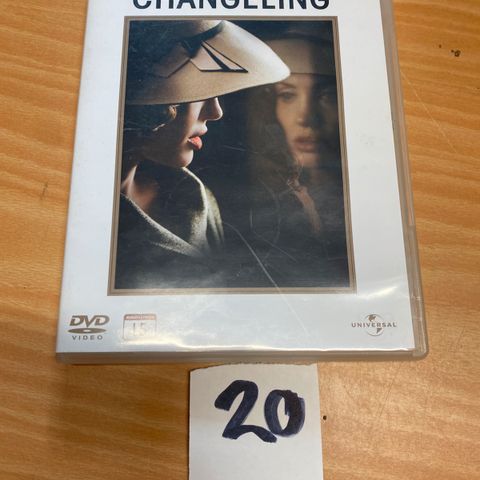 CHANGELING
DVD
VIDEO
15
UNIVERSAL
20